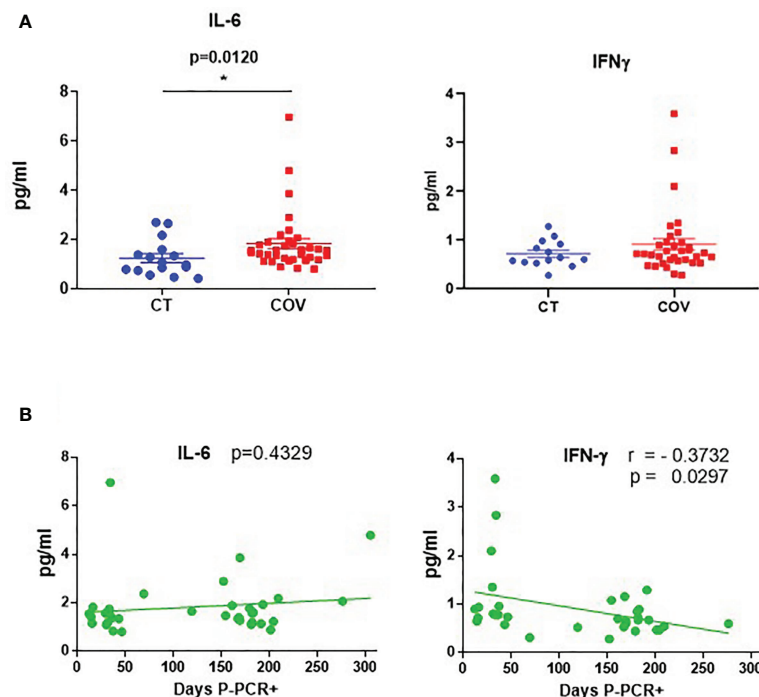 A
IL-6
p=0.0120
*
8
6
4
2
0
pg/ml
CT
COV
IFNγ
4
3
2
1
0
pg/ml
CT
COV
B
IL-6 p=0.4329
8
6
4
2
0
pg/ml
0 50 100 150 200 250 300
Days P-PCR+
IFN-γ r = - 0.3732
p = 0.0297
4
3
2
1
0
pg/ml
0 50 100 150 200 250 300
Days P-PCR+